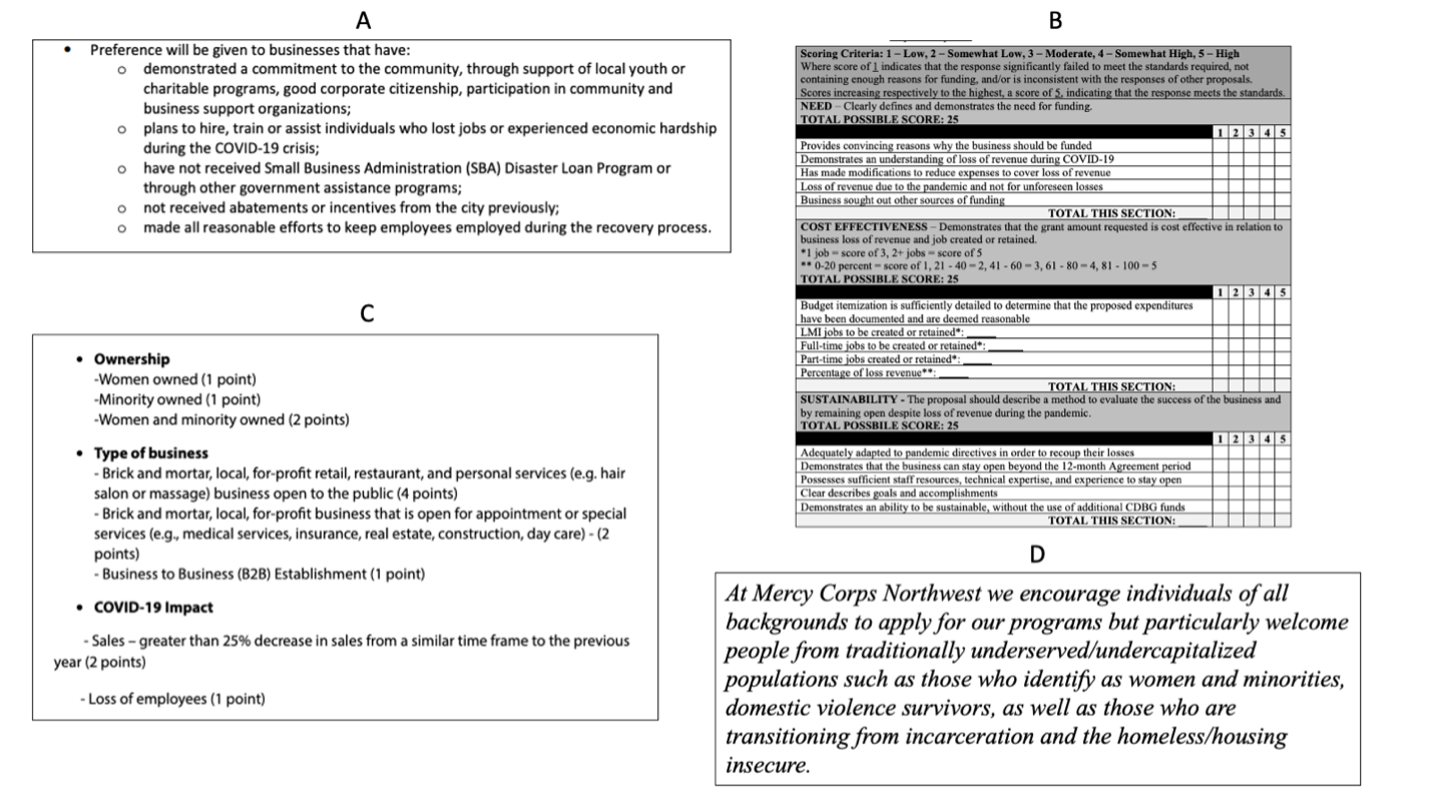 A
• Preference will be given to businesses that have:
o demonstrated a commitment to the community, through support of local youth or
charitable programs, good corporate citizenship, participation in community and
business support organizations;
o plans to hire, train or assist individuals who lost jobs or experienced economic hardship
during the COVID-19 crisis;
o have not received Small Business Administration (SBA) Disaster Loan Program or
through other government assistance programs;
o not received abatements or incentives from the city previously;
o made all reasonable efforts to keep employees employed during the recovery process.
B
Scoring Criteria: 1 – Low, 2 – Somewhat Low, 3 – Moderate, 4 – Somewhat High, 5 – High
Where score of 1 indicates that the response significantly failed to meet the standards required, not
containing enough reasons for funding, and/or is inconsistent with the responses of other proposals.
Scores increasing respectively to the highest, a score of 5, indicating that the response meets the standards.
NEED – Clearly defines and demonstrates the need for funding.
TOTAL POSSIBLE SCORE: 25
1 2 3 4 5
Provides convincing reasons why the business should be funded
Demonstrates an understanding of loss of revenue during COVID-19
Has made modifications to reduce expenses to cover loss of revenue
Loss of revenue due to the pandemic and not for unforeseen losses
Business sought out other sources of funding
TOTAL THIS SECTION:
COST EFFECTIVENESS – Demonstrates that the grant amount requested is cost effective in relation to
business loss of revenue and job created or retained.
*1 job = score of 3, 2+ jobs = score of 5
** 0-20 percent = score of 1, 21 - 40 = 2, 41 - 60 = 3, 61 - 80 = 4, 81 - 100 = 5
TOTAL POSSIBLE SCORE: 25
1 2 3 4 5
Budget itemization is sufficiently detailed to determine that the proposed expenditures
have been documented and are deemed reasonable
LMI jobs to be created or retained*: _____
Full-time jobs to be created or retained*: _____
Part-time jobs created or retained*: _____
Percentage of loss revenue**: _____
TOTAL THIS SECTION:
SUSTAINABILITY - The proposal should describe a method to evaluate the success of the business and
by remaining open despite loss of revenue during the pandemic.
TOTAL POSSBILE SCORE: 25
1 2 3 4 5
Adequately adapted to pandemic directives in order to recoup their losses
Demonstrates that the business can stay open beyond the 12-month Agreement period
Possesses sufficient staff resources, technical expertise, and experience to stay open
Clear describes goals and accomplishments
Demonstrates an ability to be sustainable, without the use of additional CDBG funds
TOTAL THIS SECTION: _____
C
• Ownership
-Women owned (1 point)
-Minority owned (1 point)
-Women and minority owned (2 points)
• Type of business
- Brick and mortar, local, for-profit retail, restaurant, and personal services (e.g. hair
salon or massage) business open to the public (4 points)
- Brick and mortar, local, for-profit business that is open for appointment or special
services (e.g., medical services, insurance, real estate, construction, day care) - (2
points)
- Business to Business (B2B) Establishment (1 point)
• COVID-19 Impact
- Sales – greater than 25% decrease in sales from a similar time frame to the previous
year (2 points)
- Loss of employees (1 point)
D
At Mercy Corps Northwest we encourage individuals of all
backgrounds to apply for our programs but particularly welcome
people from traditionally underserved/undercapitalized
populations such as those who identify as women and minorities,
domestic violence survivors, as well as those who are
transitioning from incarceration and the homeless/housing
insecure.